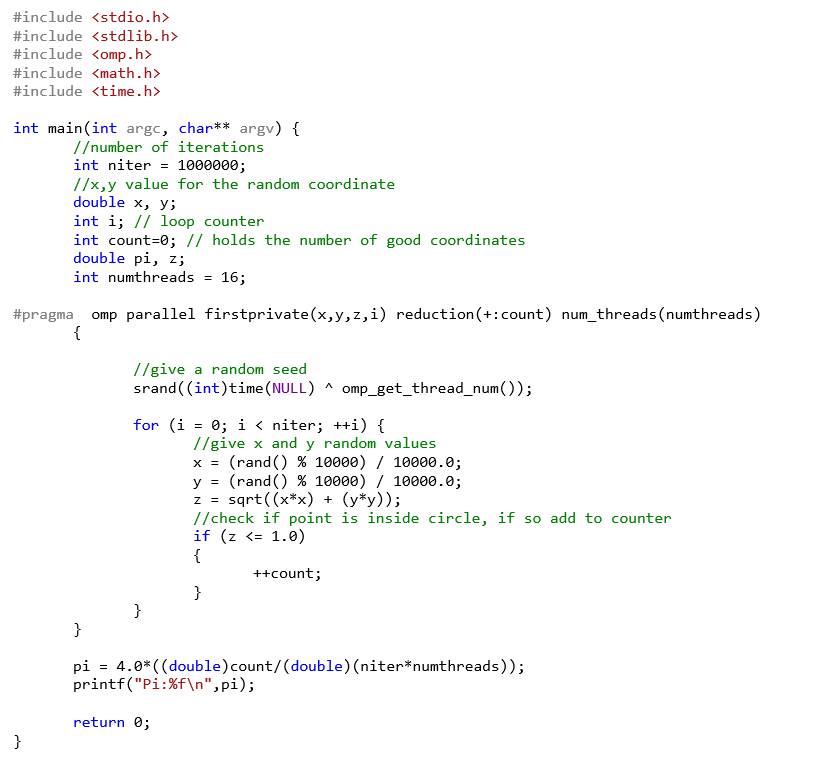 #include <stdio.h>
#include <stdlib.h>
#include <omp.h>
#include <math.h>
#include <time.h>

int main(int argc, char** argv) {
       //number of iterations
       int niter = 1000000;
       //x,y value for the random coordinate
       double x, y;
       int i; // loop counter
       int count=0; // holds the number of good coordinates
       double pi, z;
       int numthreads = 16;

#pragma  omp parallel firstprivate(x,y,z,i) reduction(+:count) num_threads(numthreads)
       {

              //give a random seed
              srand((int)time(NULL) ^ omp_get_thread_num());

              for (i = 0; i < niter; ++i) {
                     //give x and y random values
                     x = (rand() % 10000) / 10000.0;
                     y = (rand() % 10000) / 10000.0;
                     z = sqrt((x*x) + (y*y));
                     //check if point is inside circle, if so add to counter
                     if (z <= 1.0)
                     {
                            ++count;
                     }
              }
       }

       pi = 4.0*((double)count/(double)(niter*numthreads));
       printf("Pi:%f\n",pi);

       return 0;
}